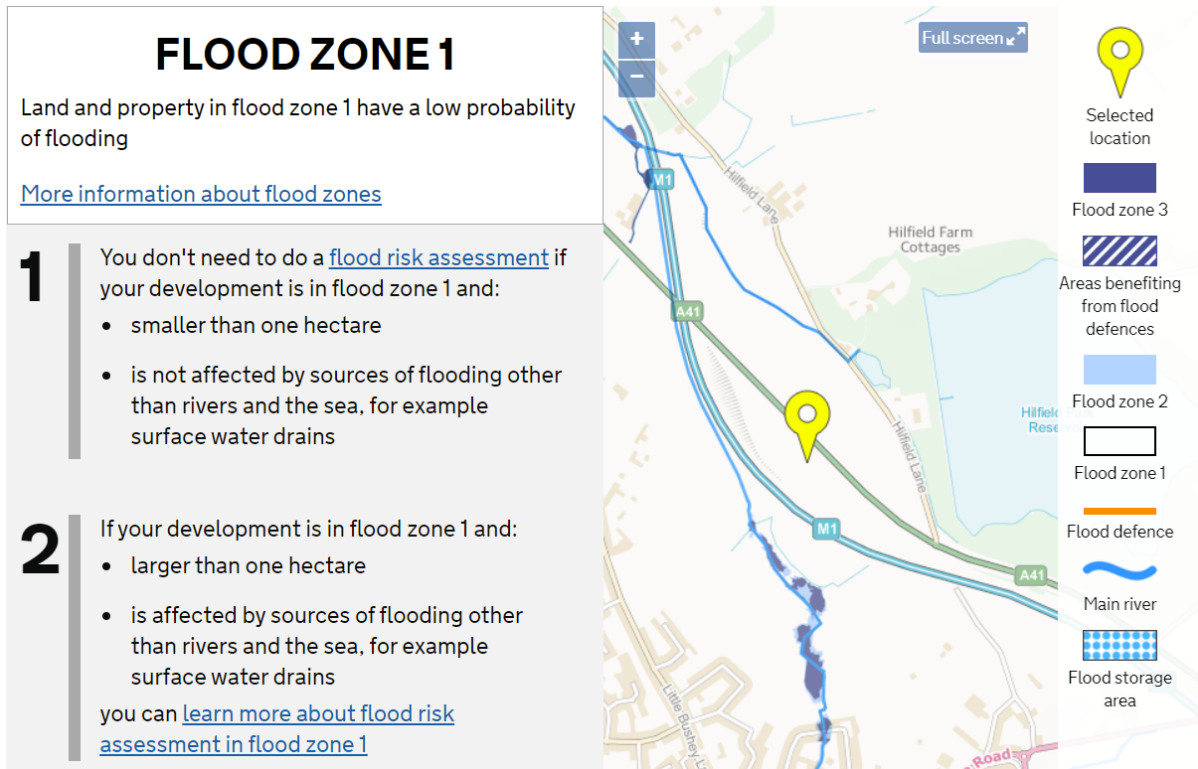 FLOOD ZONE 1
Land and property in flood zone 1 have a low probability
of flooding
More information about flood zones
1
You don't need to do a flood risk assessment if
your development is in flood zone 1 and:
• smaller than one hectare
• is not affected by sources of flooding other
than rivers and the sea, for example
surface water drains
2
If your development is in flood zone 1 and:
• larger than one hectare
• is affected by sources of flooding other
than rivers and the sea, for example
surface water drains
you can learn more about flood risk
assessment in flood zone 1
+
−
Full screen
M1
Hilfield Lane
Hilfield Farm
Cottages
A41
Hilfield Lane
M1
A41
Little Bushey
Road
Selected
location
Flood zone 3
Areas benefiting
from flood
defences
Flood zone 2
Flood zone 1
Flood defence
Main river
Flood storage
area